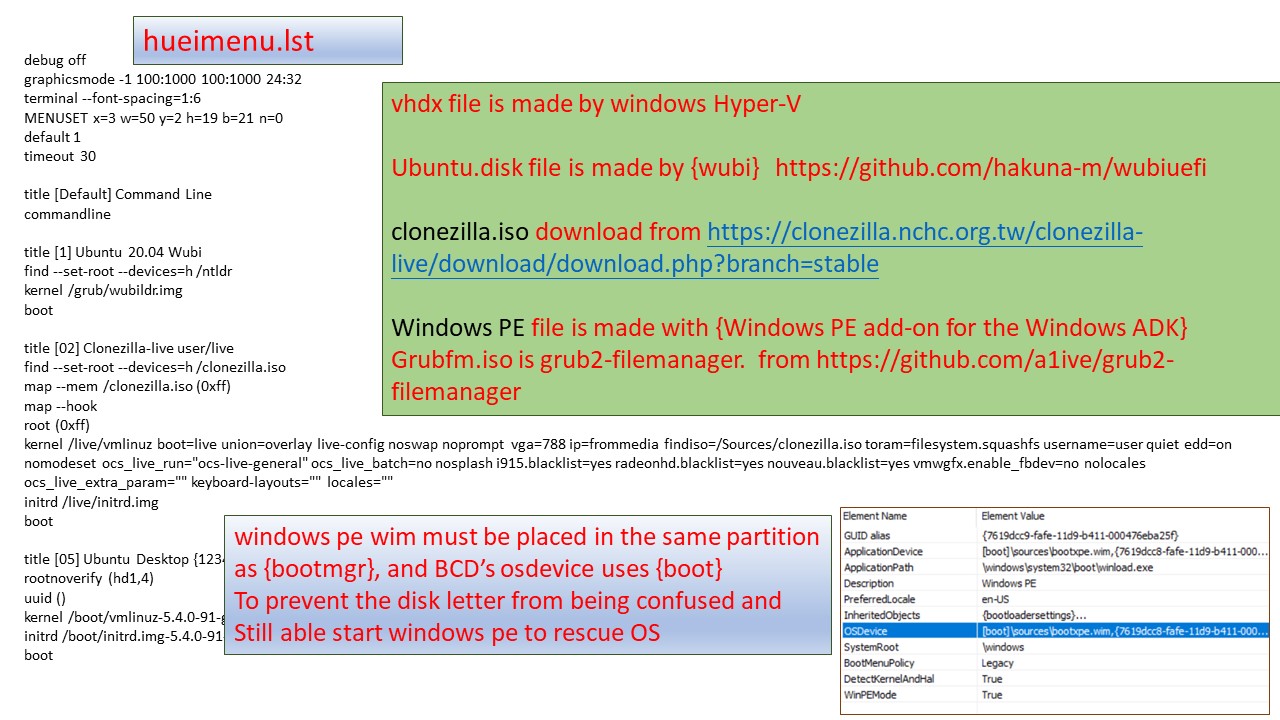 hueimenu.lst
debug off
graphicsmode -1 100:1000 100:1000 24:32
terminal --font-spacing=1:6
MENUSET x=3 w=50 y=2 h=19 b=21 n=0
default 1
timeout 30
title [Default] Command Line
commandline
title [1] Ubuntu 20.04 Wubi
find --set-root --devices=h /ntldr
kernel /grub/wubildr.img
boot
title [02] Clonezilla-live user/live
find --set-root --devices=h /clonezilla.iso
map --mem /clonezilla.iso (0xff)
map --hook
root (0xff)
kernel /live/vmlinuz boot=live union=overlay live-config noswap noprompt vga=788 ip=frommedia findiso=/Sources/clonezilla.iso toram=filesystem.squashfs username=user quiet edd=on
nomodeset ocs_live_run="ocs-live-general" ocs_live_batch=no nosplash i915.blacklist=yes radeonhd.blacklist=yes nouveau.blacklist=yes vmwgfx.enable_fbdev=no nolocales
ocs_live_extra_param="" keyboard-layouts="" locales=""
initrd /live/initrd.img
boot
title [05] Ubuntu Desktop {1234
rootnoverify (hd1,4)
uuid ()
kernel /boot/vmlinuz-5.4.0-91-g
initrd /boot/initrd.img-5.4.0-91
boot
vhdx file is made by windows Hyper-V
Ubuntu.disk file is made by {wubi} https://github.com/hakuna-m/wubiuefi
clonezilla.iso download from https://clonezilla.nchc.org.tw/clonezilla-
live/download/download.php?branch=stable
Windows PE file is made with {Windows PE add-on for the Windows ADK}
Grubfm.iso is grub2-filemanager. from https://github.com/a1ive/grub2-
filemanager
windows pe wim must be placed in the same partition
as {bootmgr}, and BCD’s osdevice uses {boot}
To prevent the disk letter from being confused and
Still able start windows pe to rescue OS
Element Name Element Value
GUID alias {7619dcc9-fafe-11d9-b411-000476eba25f}
ApplicationDevice [boot]\sources\bootxpe.wim,{7619dcc8-fafe-11d9-b411-000...
ApplicationPath \windows\system32\boot\winload.exe
Description Windows PE
PreferredLocale en-US
InheritedObjects {bootloadersettings}...
OSDevice [boot]\sources\bootxpe.wim,{7619dcc8-fafe-11d9-b411-000...
SystemRoot \windows
BootMenuPolicy Legacy
DetectKernelAndHal True
WinPEMode True